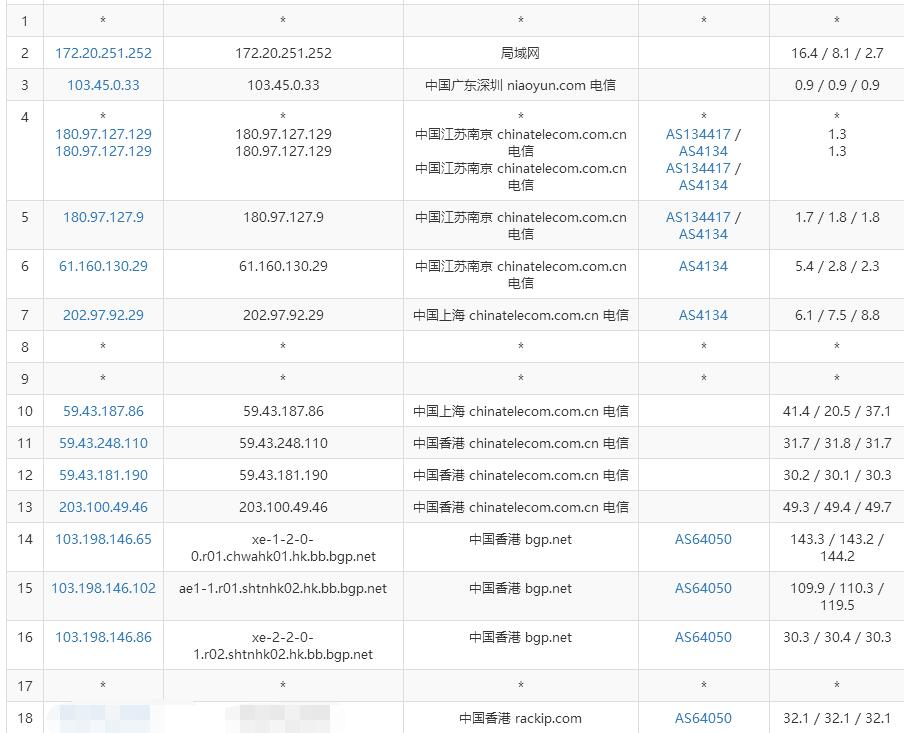 1 * * * * *
2 172.20.251.252 172.20.251.252 局域网 16.4 / 8.1 / 2.7
3 103.45.0.33 103.45.0.33 中国广东深圳 niaoyun.com 电信 0.9 / 0.9 / 0.9
4 * * * * *
180.97.127.129 180.97.127.129 中国江苏南京 chinatelecom.com.cn AS134417 / 1.3
180.97.127.129 180.97.127.129 电信 AS4134 1.3
中国江苏南京 chinatelecom.com.cn AS134417 /
电信 AS4134
5 180.97.127.9 180.97.127.9 中国江苏南京 chinatelecom.com.cn AS134417 / 1.7 / 1.8 / 1.8
电信 AS4134
6 61.160.130.29 61.160.130.29 中国江苏南京 chinatelecom.com.cn AS4134 5.4 / 2.8 / 2.3
电信
7 202.97.92.29 202.97.92.29 中国上海 chinatelecom.com.cn 电信 AS4134 6.1 / 7.5 / 8.8
8 * * * * *
9 * * * * *
10 59.43.187.86 59.43.187.86 中国上海 chinatelecom.com.cn 电信 41.4 / 20.5 / 37.1
11 59.43.248.110 59.43.248.110 中国香港 chinatelecom.com.cn 电信 31.7 / 31.8 / 31.7
12 59.43.181.190 59.43.181.190 中国香港 chinatelecom.com.cn 电信 30.2 / 30.1 / 30.3
13 203.100.49.46 203.100.49.46 中国香港 chinatelecom.com.cn 电信 49.3 / 49.4 / 49.7
14 103.198.146.65 xe-1-2-0- 中国香港 bgp.net AS64050 143.3 / 143.2 /
0.r01.chwahk01.hk.bb.bgp.net 144.2
15 103.198.146.102 ae1-1.r01.shtnhk02.hk.bb.bgp.net 中国香港 bgp.net AS64050 109.9 / 110.3 /
119.5
16 103.198.146.86 xe-2-2-0- 中国香港 bgp.net AS64050 30.3 / 30.4 / 30.3
1.r02.shtnhk02.hk.bb.bgp.net
17 * * * * *
18 中国香港 rackip.com AS64050 32.1 / 32.1 / 32.1